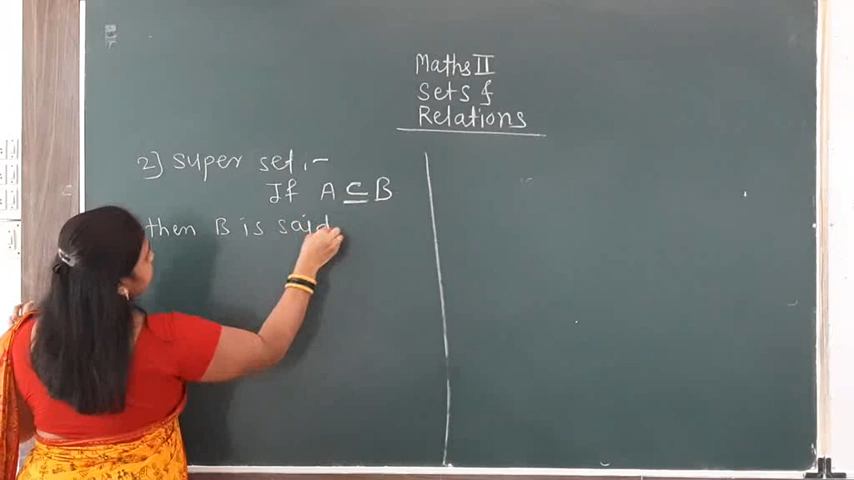 Maths II
Sets &
Relations
2] Super set :-
If A ⊆ B
then B is said